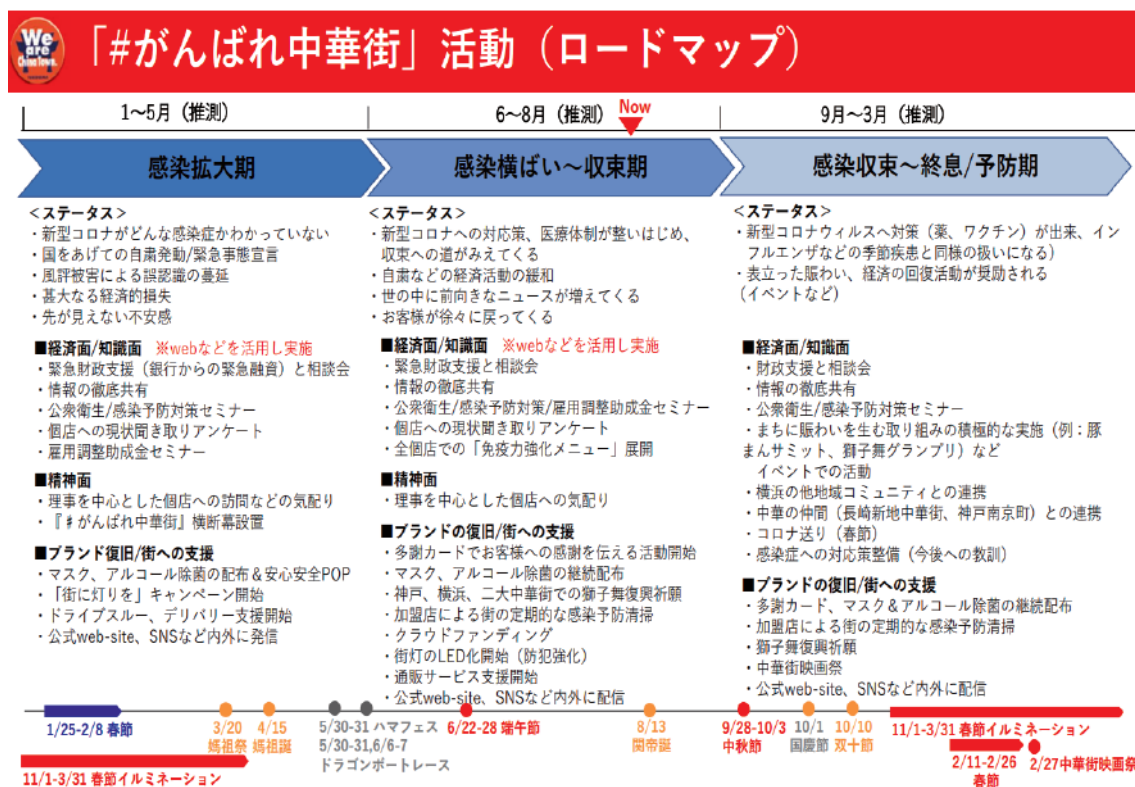 We
are
ChinaTown.
「#がんばれ中華街」活動（ロードマップ）
1～5月（推測）
6～8月（推測）
Now
9月～3月（推測）
感染拡大期
感染横ばい～収束期
感染収束～終息/予防期
＜ステータス＞
・新型コロナがどんな感染症かわかっていない
・国をあげての自粛発動/緊急事態宣言
・風評被害による誤認識の蔓延
・甚大なる経済的損失
・先が見えない不安感
■経済面/知識面 ※webなどを活用し実施
・緊急財政支援（銀行からの緊急融資）と相談会
・情報の徹底共有
・公衆衛生/感染予防対策セミナー
・個店への現状聞き取りアンケート
・雇用調整助成金セミナー
■精神面
・理事を中心とした個店への訪問などの気配り
・『♯がんばれ中華街』横断幕設置
■ブランド復旧/街への支援
・マスク、アルコール除菌の配布＆安心安全POP
・「街に灯りを」キャンペーン開始
・ドライブスルー、デリバリー支援開始
・公式web-site、SNSなど内外に発信
＜ステータス＞
・新型コロナへの対応策、医療体制が整いはじめ、
収束への道がみえてくる
・自粛などの経済活動の緩和
・世の中に前向きなニュースが増えてくる
・お客様が徐々に戻ってくる
■経済面/知識面 ※webなどを活用し実施
・緊急財政支援と相談会
・情報の徹底共有
・公衆衛生/感染予防対策/雇用調整助成金セミナー
・個店への現状聞き取りアンケート
・全個店での「免疫力強化メニュー」展開
■精神面
・理事を中心とした個店への気配り
■ブランドの復旧/街への支援
・多謝カードでお客様への感謝を伝える活動開始
・マスク、アルコール除菌の継続配布
・神戸、横浜、二大中華街での獅子舞復興祈願
・加盟店による街の定期的な感染予防清掃
・クラウドファンディング
・街灯のLED化開始（防犯強化）
・通販サービス支援開始
・公式web-site、SNSなど内外に配信
＜ステータス＞
・新型コロナウィルスへ対策（薬、ワクチン）が出来、イン
フルエンザなどの季節疾患と同様の扱いになる）
・表立った賑わい、経済の回復活動が奨励される
（イベントなど）
■経済面/知識面
・財政支援と相談会
・情報の徹底共有
・公衆衛生/感染予防対策セミナー
・まちに賑わいを生む取り組みの積極的な実施（例：豚
まんサミット、獅子舞グランプリ）など
イベントでの活動
・横浜の他地域コミュニティとの連携
・中華の仲間（長崎新地中華街、神戸南京町）との連携
・コロナ送り（春節）
・感染症への対応策整備（今後への教訓）
■ブランドの復旧/街への支援
・多謝カード、マスク＆アルコール除菌の継続配布
・加盟店による街の定期的な感染予防清掃
・獅子舞復興祈願
・中華街映画祭
・公式web-site、SNSなど内外に配信
1/25-2/8 春節
11/1-3/31 春節イルミネーション
3/20
媽祖祭
4/15
媽祖誕
5/30-31 ハマフェス
5/30-31,6/6-7
ドラゴンボートレース
6/22-28 端午節
8/13
関帝誕
9/28-10/3
中秋節
10/1
国慶節
10/10
双十節
11/1-3/31 春節イルミネーション
2/11-2/26
春節
2/27中華街映画祭